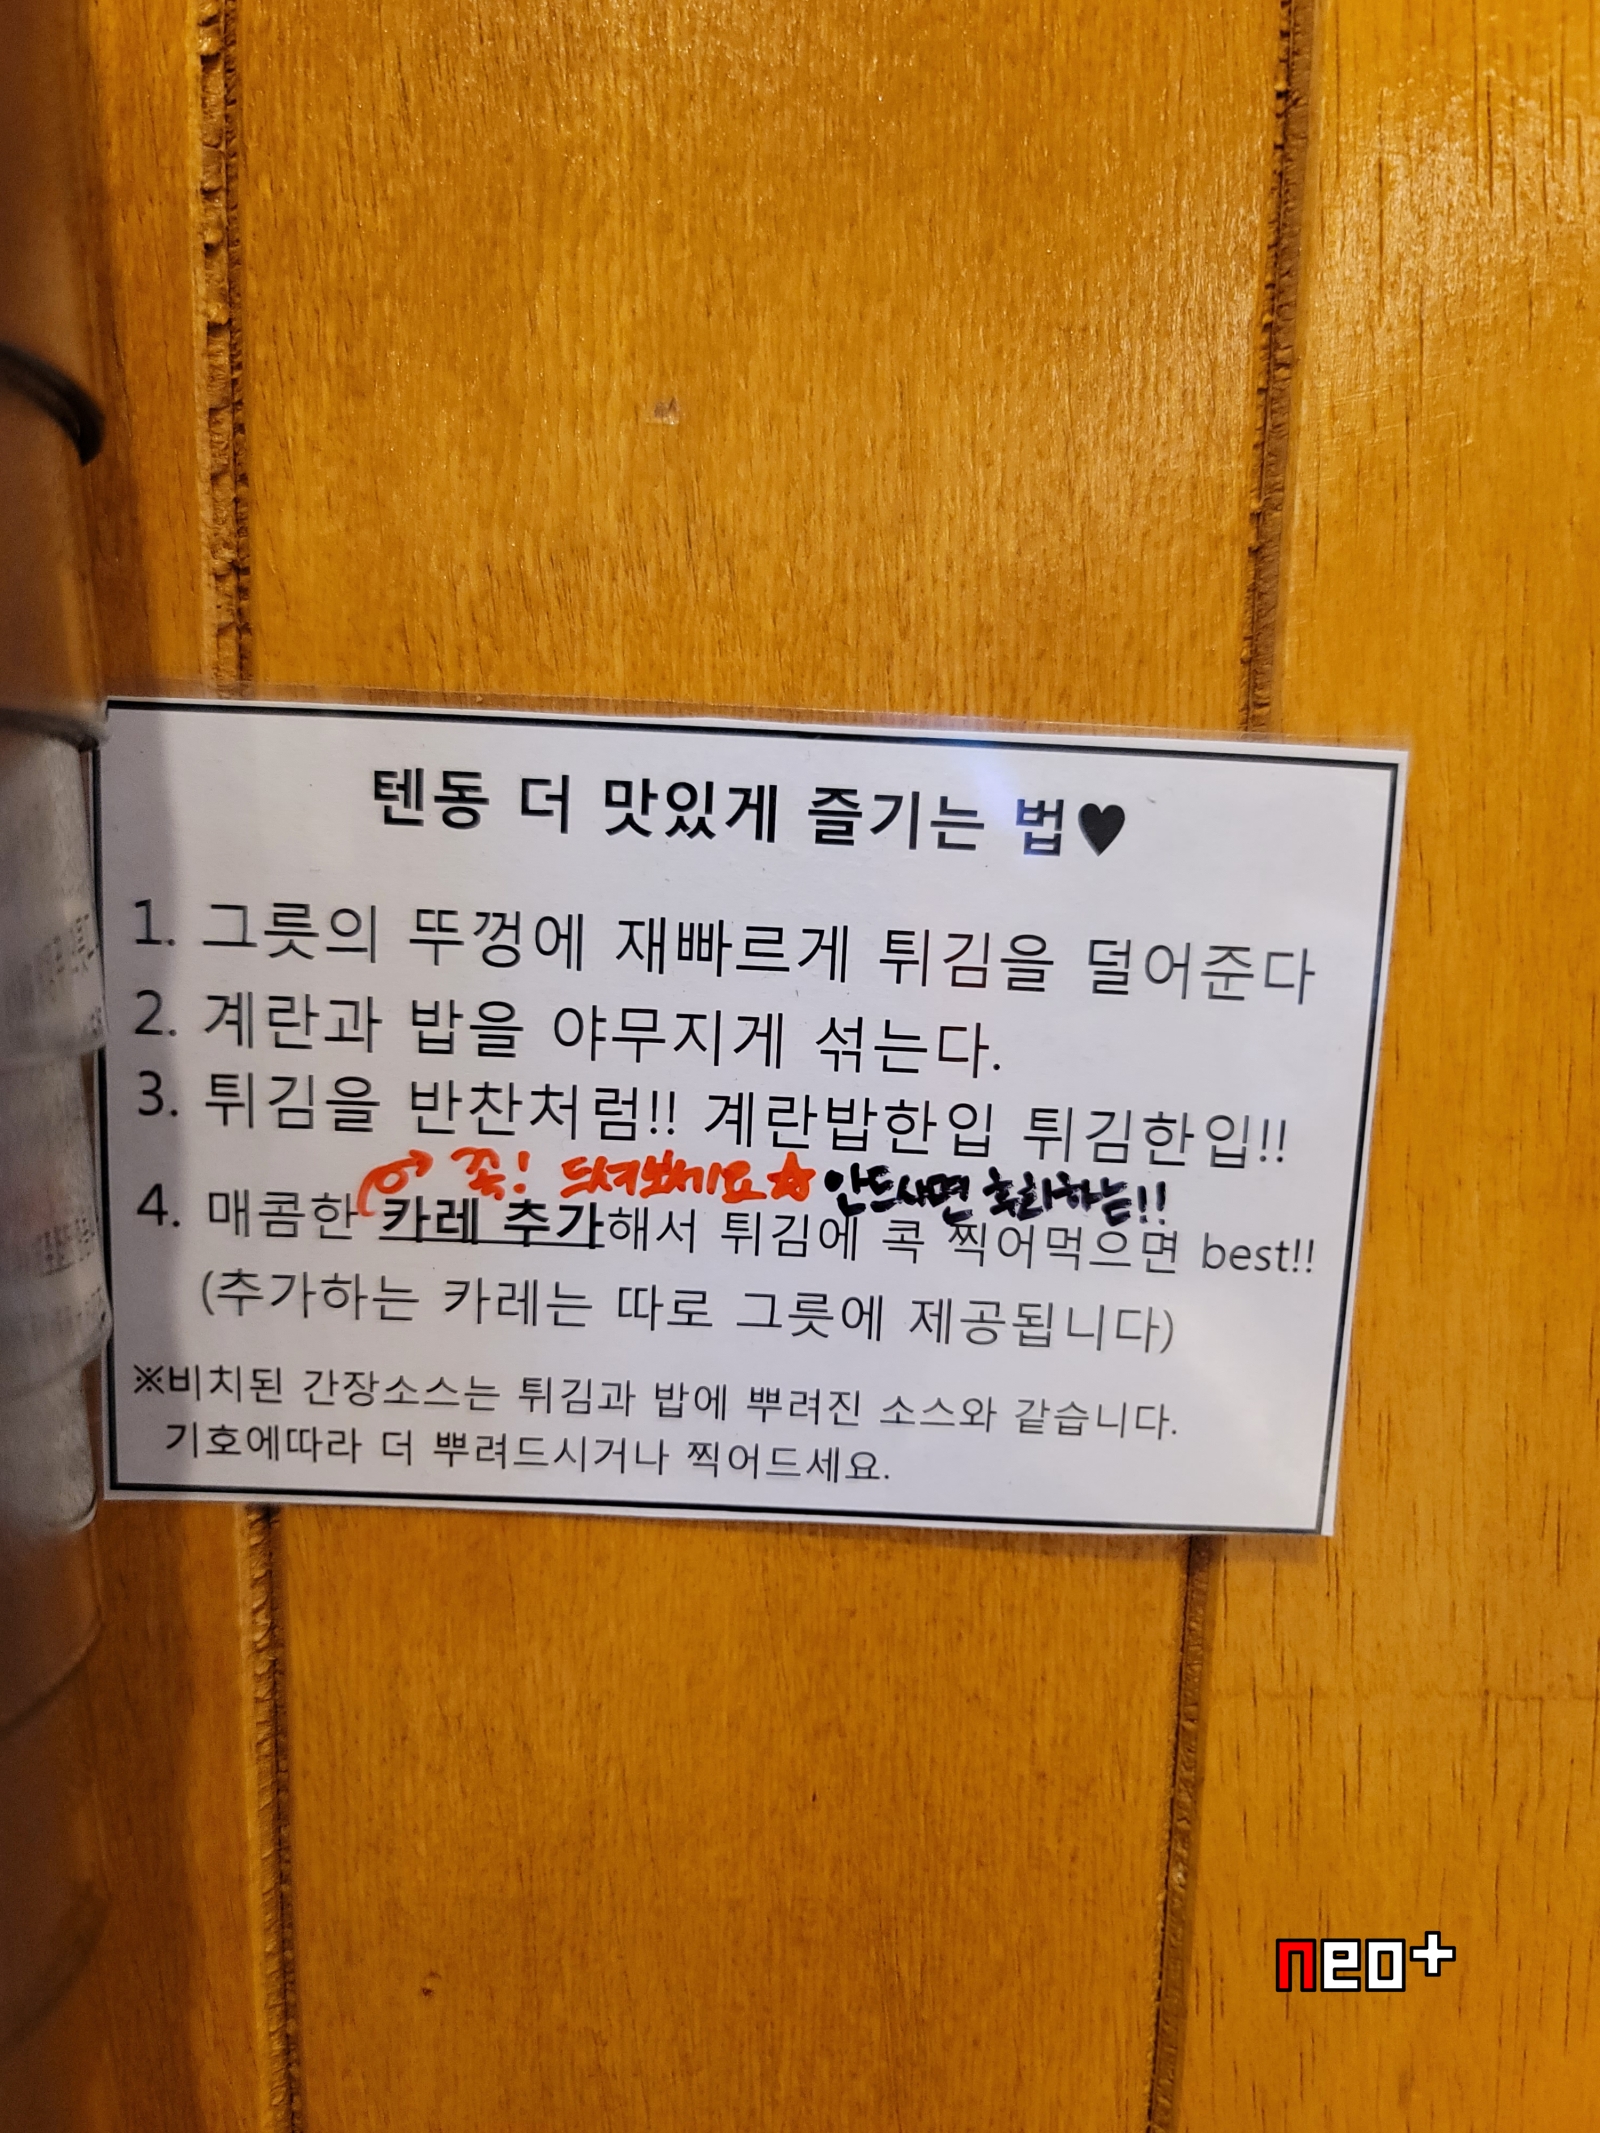 텐동 더 맛있게 즐기는 법♥
1. 그릇의 뚜껑에 재빠르게 튀김을 덜어준다
2. 계란과 밥을 야무지게 섞는다.
3. 튀김을 반찬처럼!! 계란밥한입 튀김한입!!
꼭! 드셔보세요☆ 안드시면 후회하는!!
4. 매콤한 카레 추가해서 튀김에 콕 찍어먹으면 best!!
(추가하는 카레는 따로 그릇에 제공됩니다)
※비치된 간장소스는 튀김과 밥에 뿌려진 소스와 같습니다.
기호에따라 더 뿌려드시거나 찍어드세요.
neo+